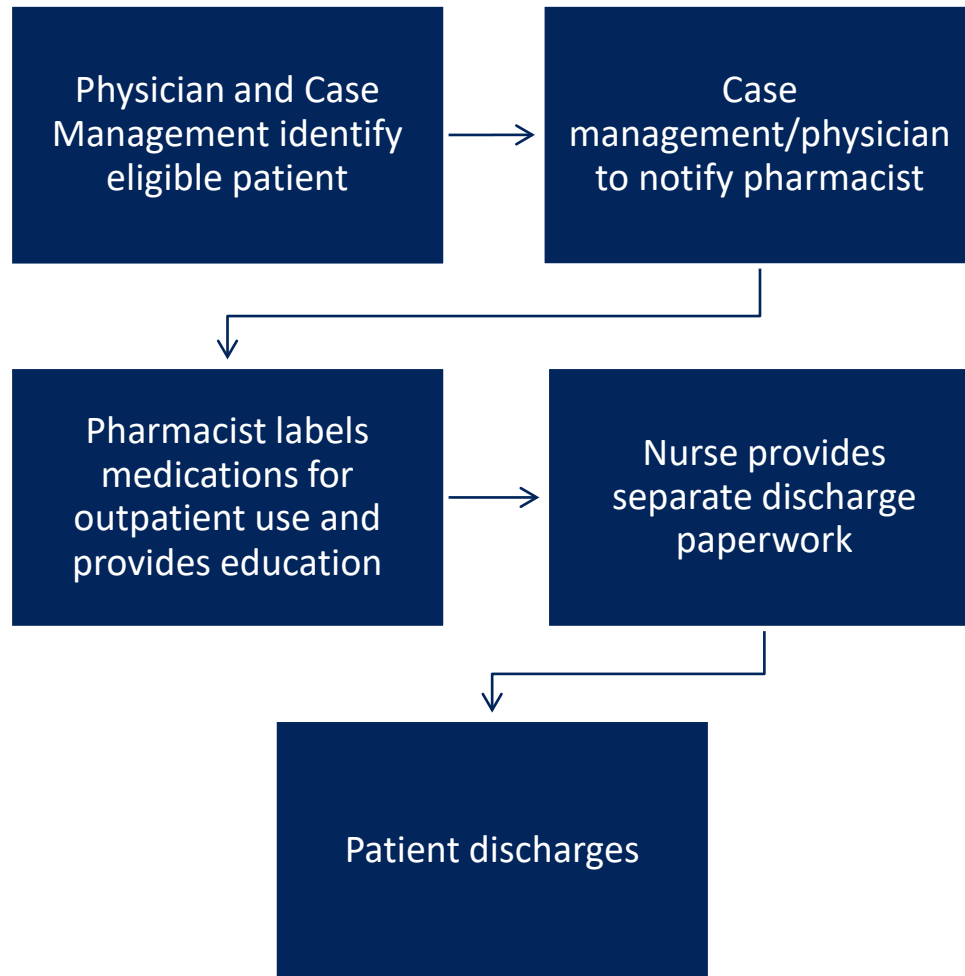 Physician and Case
Management identify
eligible patient
Case
management/physician
to notify pharmacist
Pharmacist labels
medications for
outpatient use and
provides education
Nurse provides
separate discharge
paperwork
Patient discharges